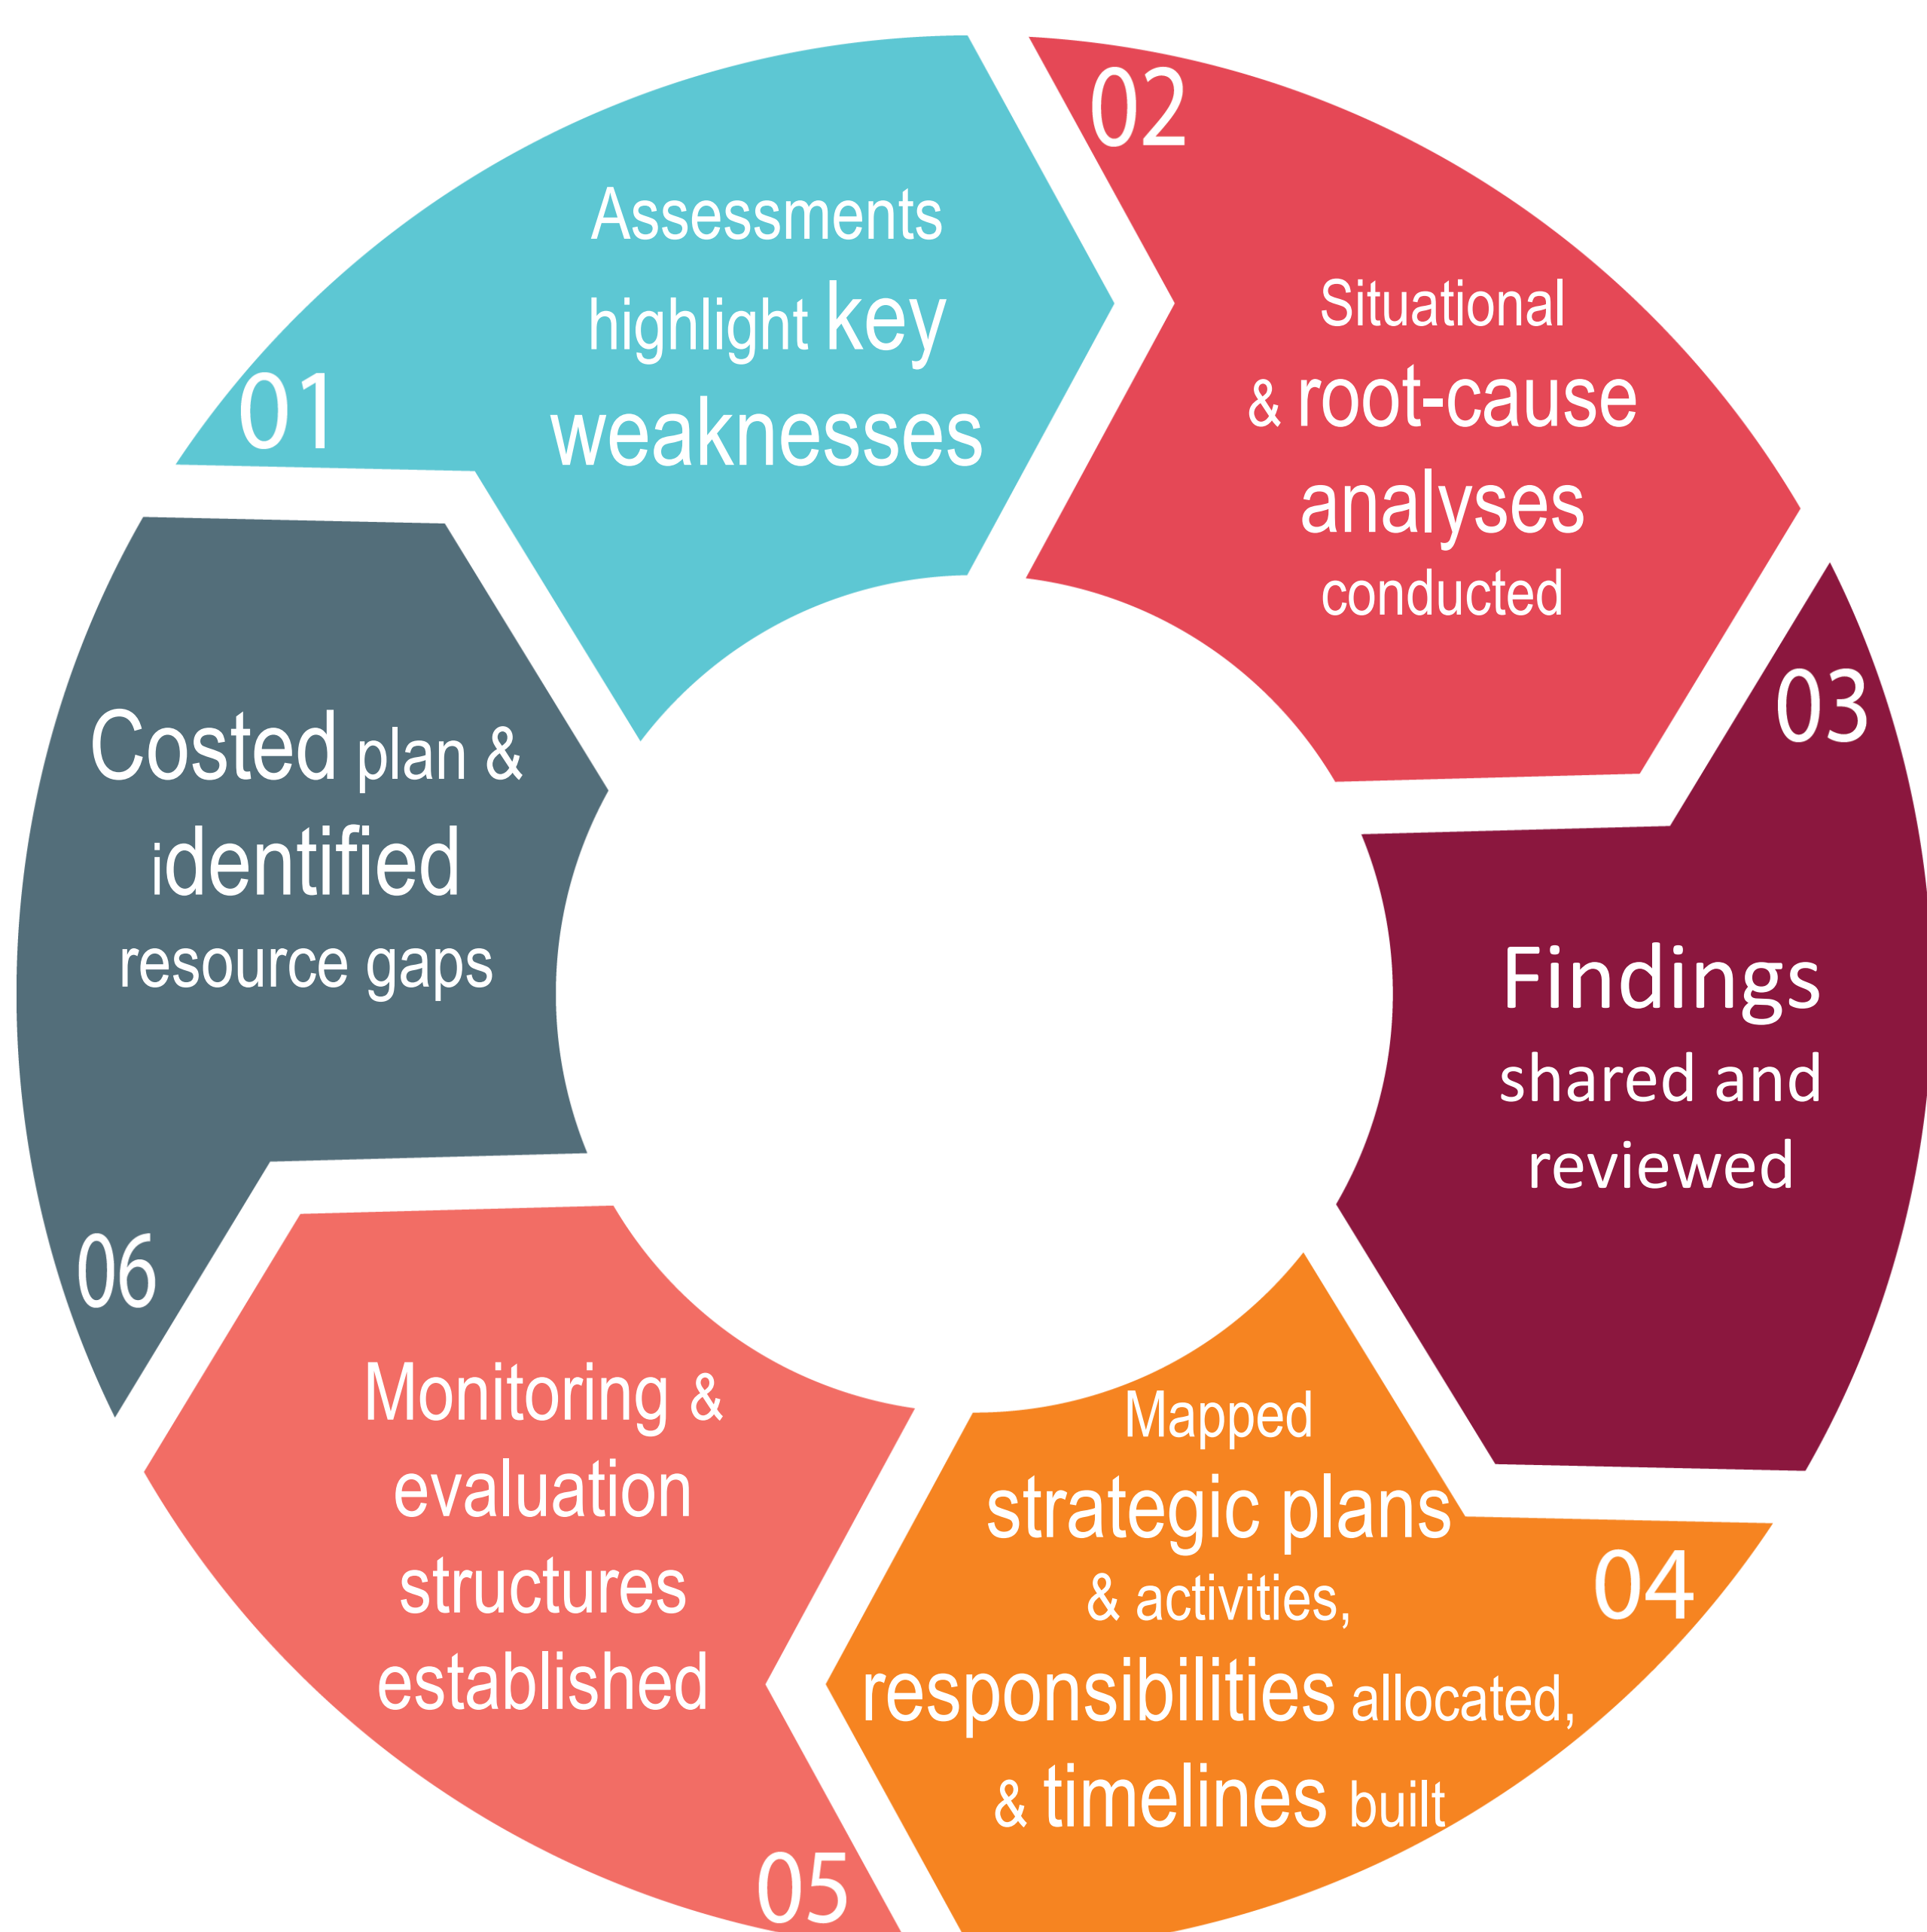 01
Assessments
highlight key
weaknesses
02
Situational
& root-cause
analyses
conducted
03
Findings
shared and
reviewed
04
Mapped
strategic plans
& activities,
responsibilities allocated,
& timelines built
05
Monitoring &
evaluation
structures
established
06
Costed plan &
identified
resource gaps